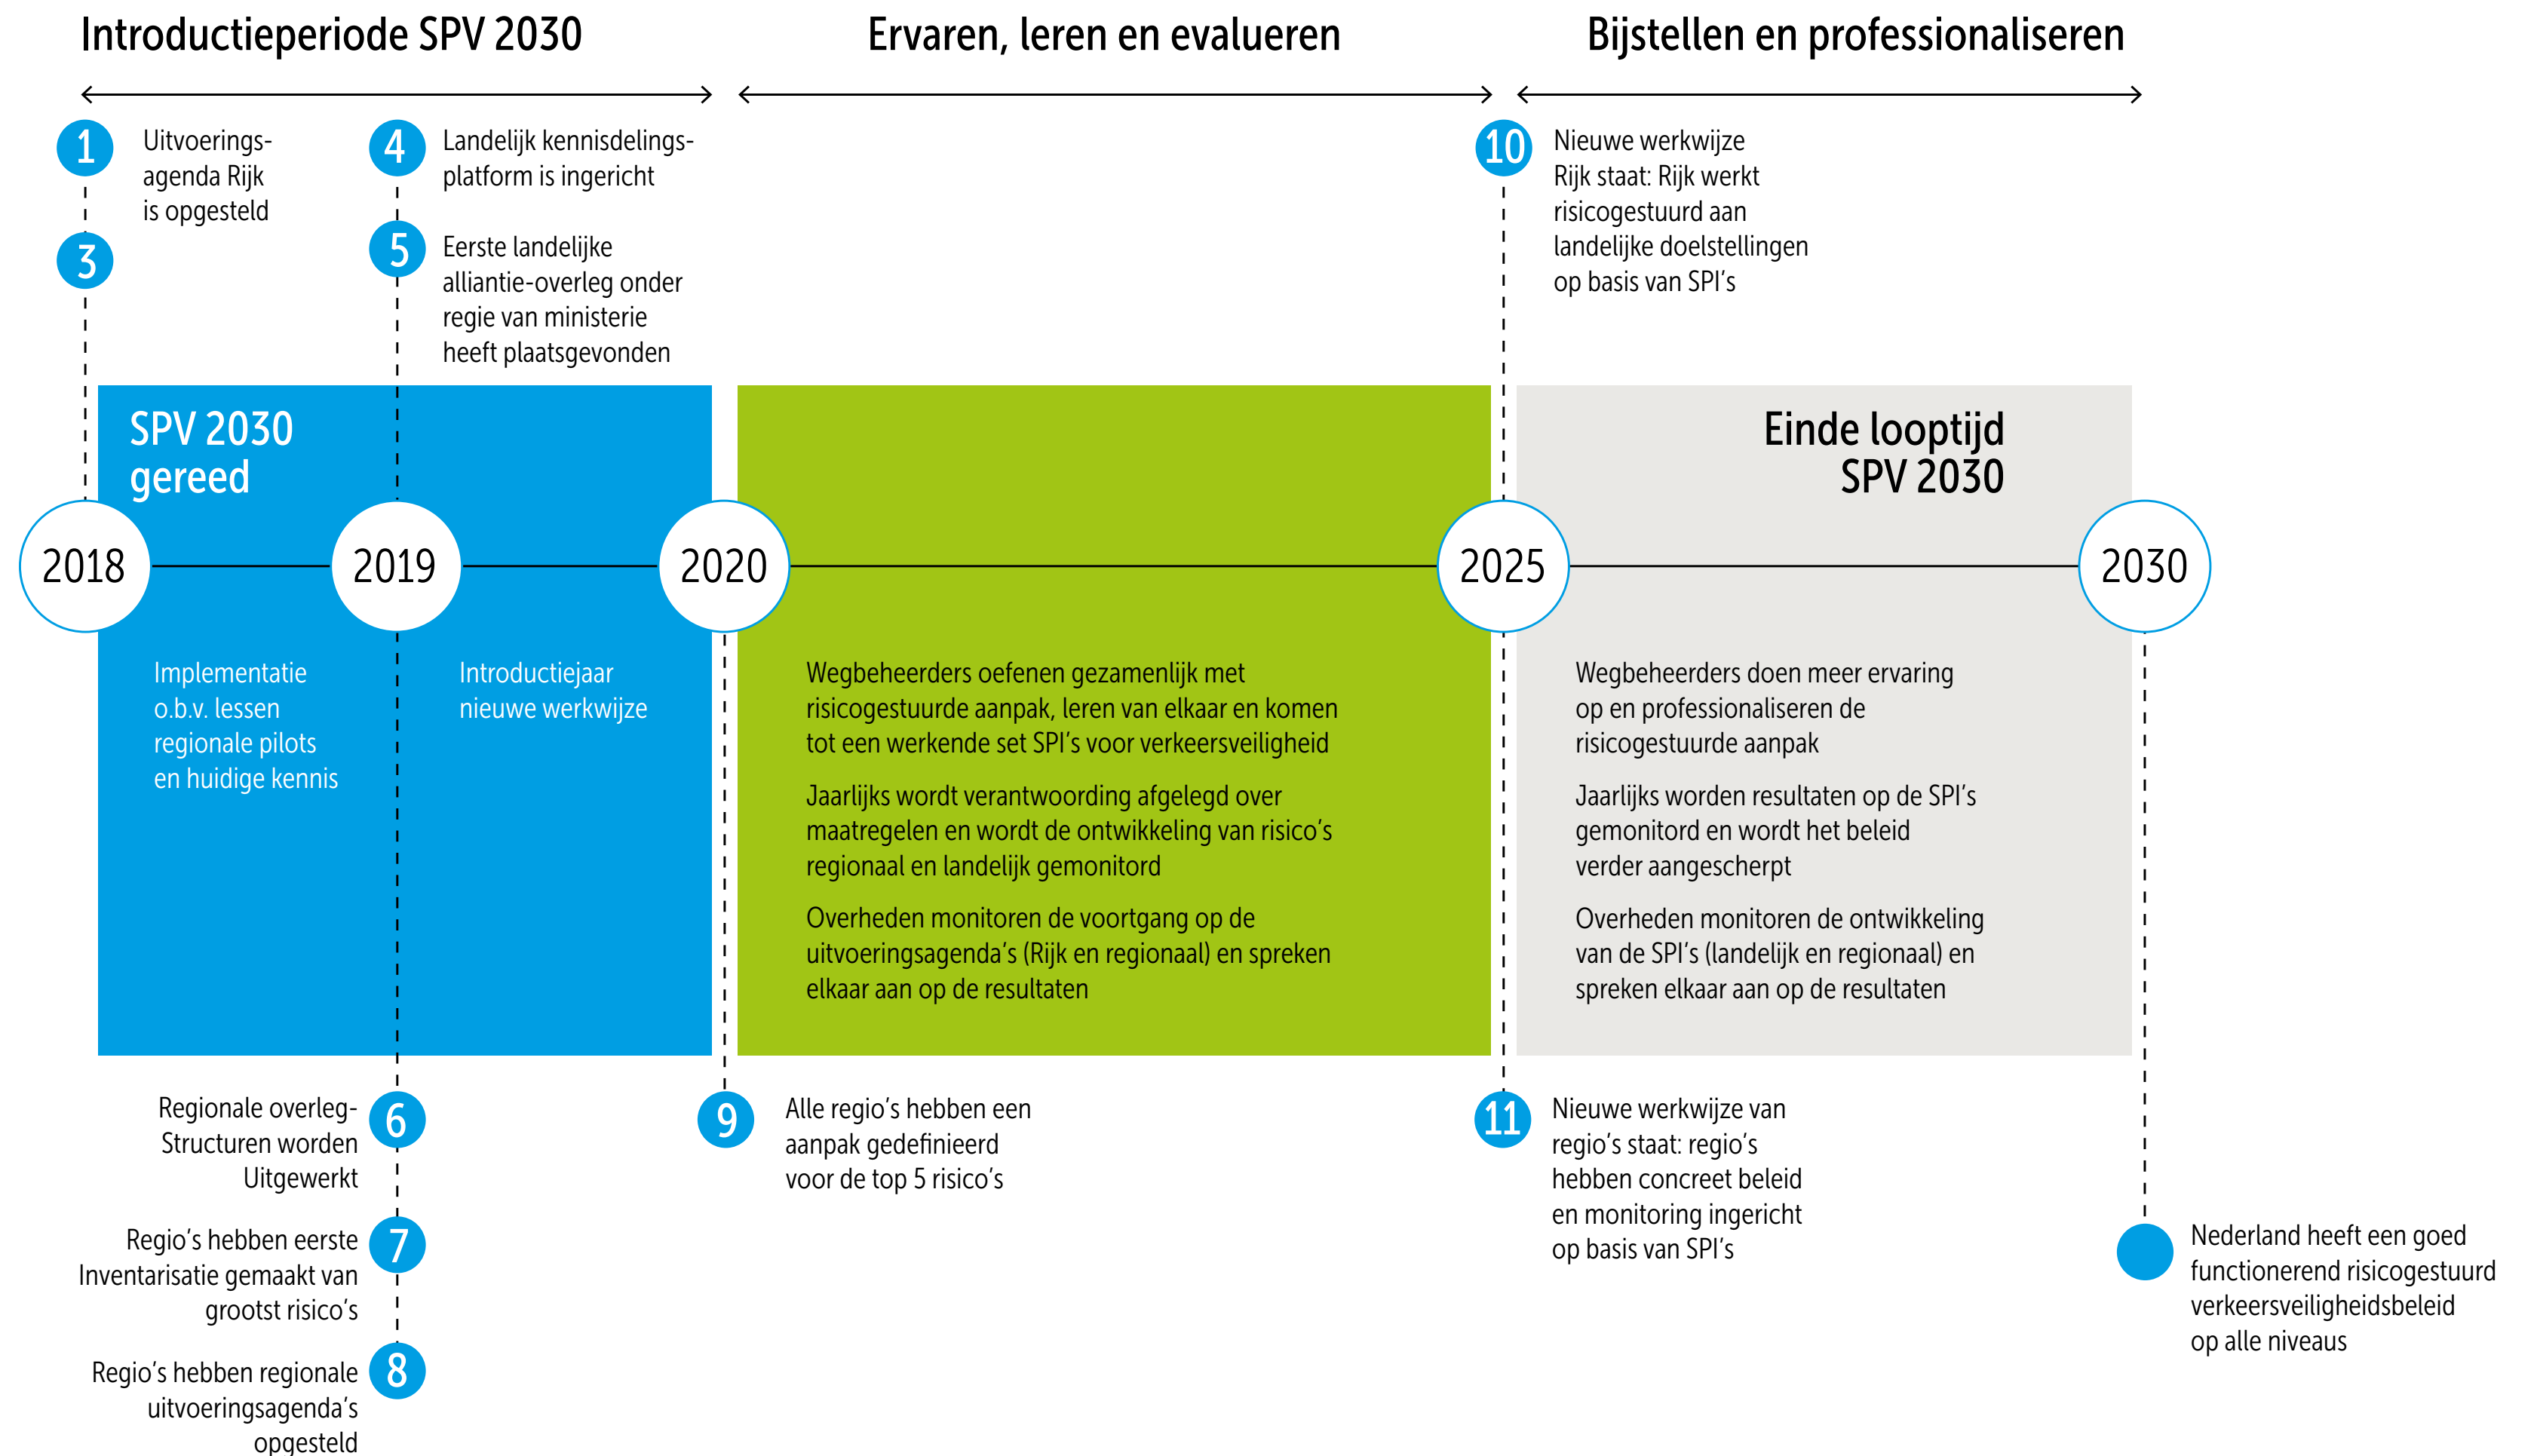 Introductieperiode SPV 2030
Ervaren, leren en evalueren
Bijstellen en professionaliseren
1
Uitvoerings-
agenda Rijk
is opgesteld
3
4
Landelijk kennisdelings-
platform is ingericht
5
Eerste landelijke
alliantie-overleg onder
regie van ministerie
heeft plaatsgevonden
10
Nieuwe werkwijze
Rijk staat: Rijk werkt
risicogestuurd aan
landelijke doelstellingen
op basis van SPI's
SPV 2030
gereed
Einde looptijd
SPV 2030
2018
2019
2020
2025
2030
Implementatie
o.b.v. lessen
regionale pilots
en huidige kennis
Introductiejaar
nieuwe werkwijze
Wegbeheerders oefenen gezamenlijk met
risicogestuurde aanpak, leren van elkaar en komen
tot een werkende set SPI's voor verkeersveiligheid
Jaarlijks wordt verantwoording afgelegd over
maatregelen en wordt de ontwikkeling van risico's
regionaal en landelijk gemonitord
Overheden monitoren de voortgang op de
uitvoeringsagenda's (Rijk en regionaal) en spreken
elkaar aan op de resultaten
Wegbeheerders doen meer ervaring
op en professionaliseren de
risicogestuurde aanpak
Jaarlijks worden resultaten op de SPI's
gemonitord en wordt het beleid
verder aangescherpt
Overheden monitoren de ontwikkeling
van de SPI's (landelijk en regionaal) en
spreken elkaar aan op de resultaten
Regionale overleg-
Structuren worden
Uitgewerkt
6
Regio's hebben eerste
Inventarisatie gemaakt van
grootst risico's
7
Regio's hebben regionale
uitvoeringsagenda's
opgesteld
8
9
Alle regio's hebben een
aanpak gedefinieerd
voor de top 5 risico's
11
Nieuwe werkwijze van
regio's staat: regio's
hebben concreet beleid
en monitoring ingericht
op basis van SPI's
Nederland heeft een goed
functionerend risicogestuurd
verkeersveiligheidsbeleid
op alle niveaus